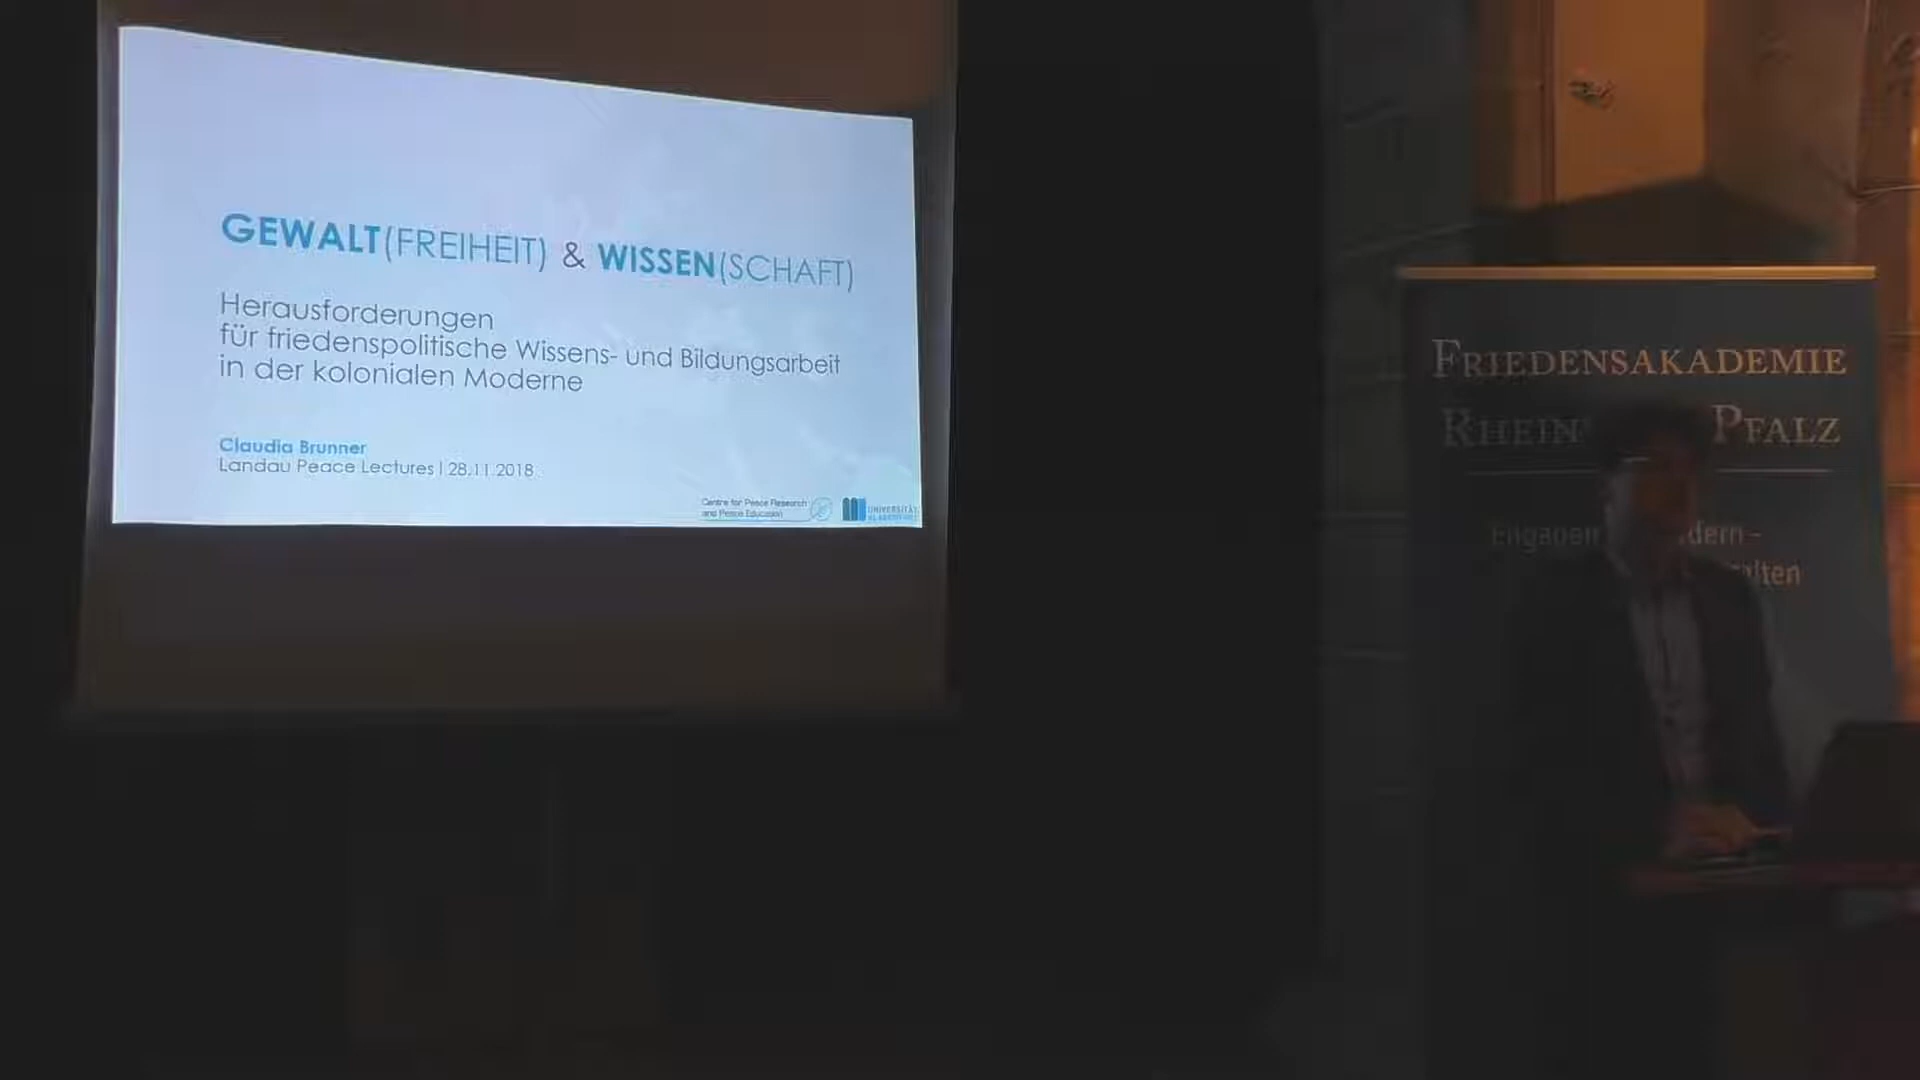 GEWALT(FREIHEIT) & WISSEN(SCHAFT)
Herausforderungen
für friedenspolitische Wissens- und Bildungsarbeit
in der kolonialen Moderne
Claudia Brunner
Landau Peace Lectures | 28.11.2018
Centre for Peace Research
and Peace Education
UNIVERSITÄT
FRIEDENSAKADEMIE
PFALZ